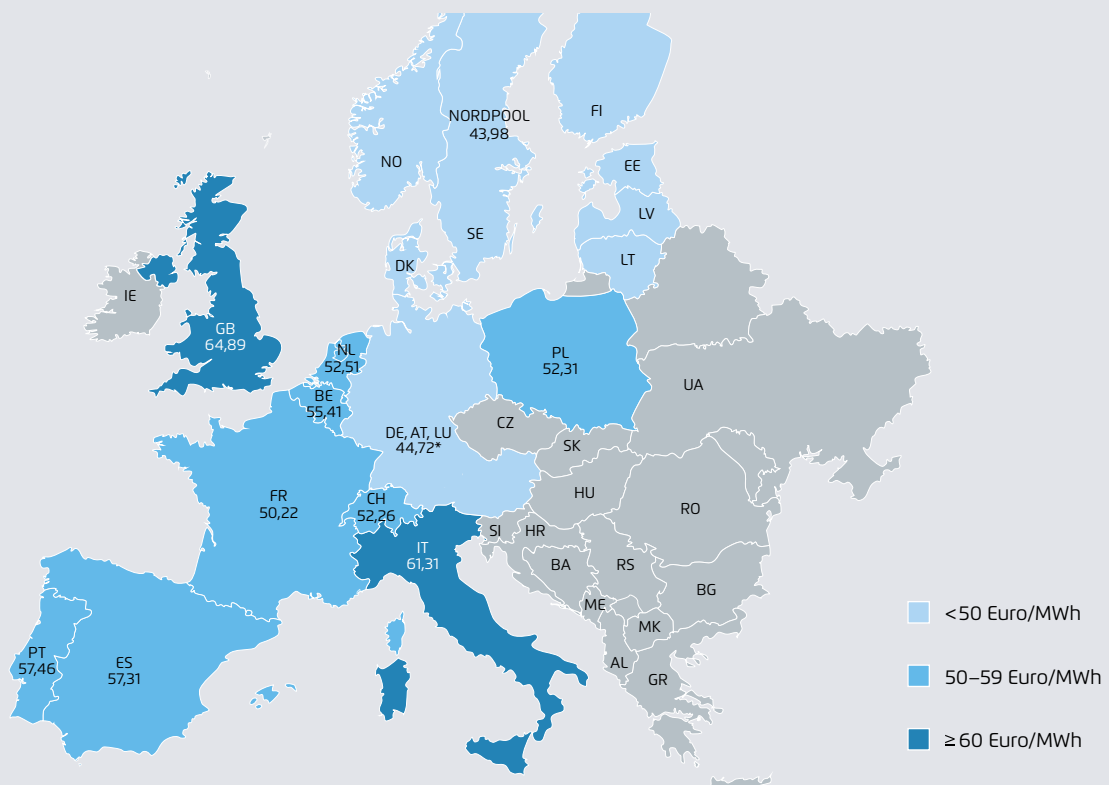 NORDPOOL
43,98
FI
NO
EE
LV
SE
LT
DK
IE
GB
64,89
NL
52,51
PL
52,31
BE
55,41
UA
CZ
DE, AT, LU
44,72*
SK
HU
FR
50,22
CH
52,26
RO
SI
HR
IT
61,31
BA
RS
BG
ME
MK
<50 Euro/MWh
PT
57,46
ES
57,31
AL
GR
50–59 Euro/MWh
≥60 Euro/MWh